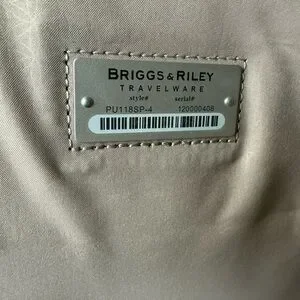 BRIGGS & RILEY
TRAVELWARE
style# serial#
PU118SP-4 120000408